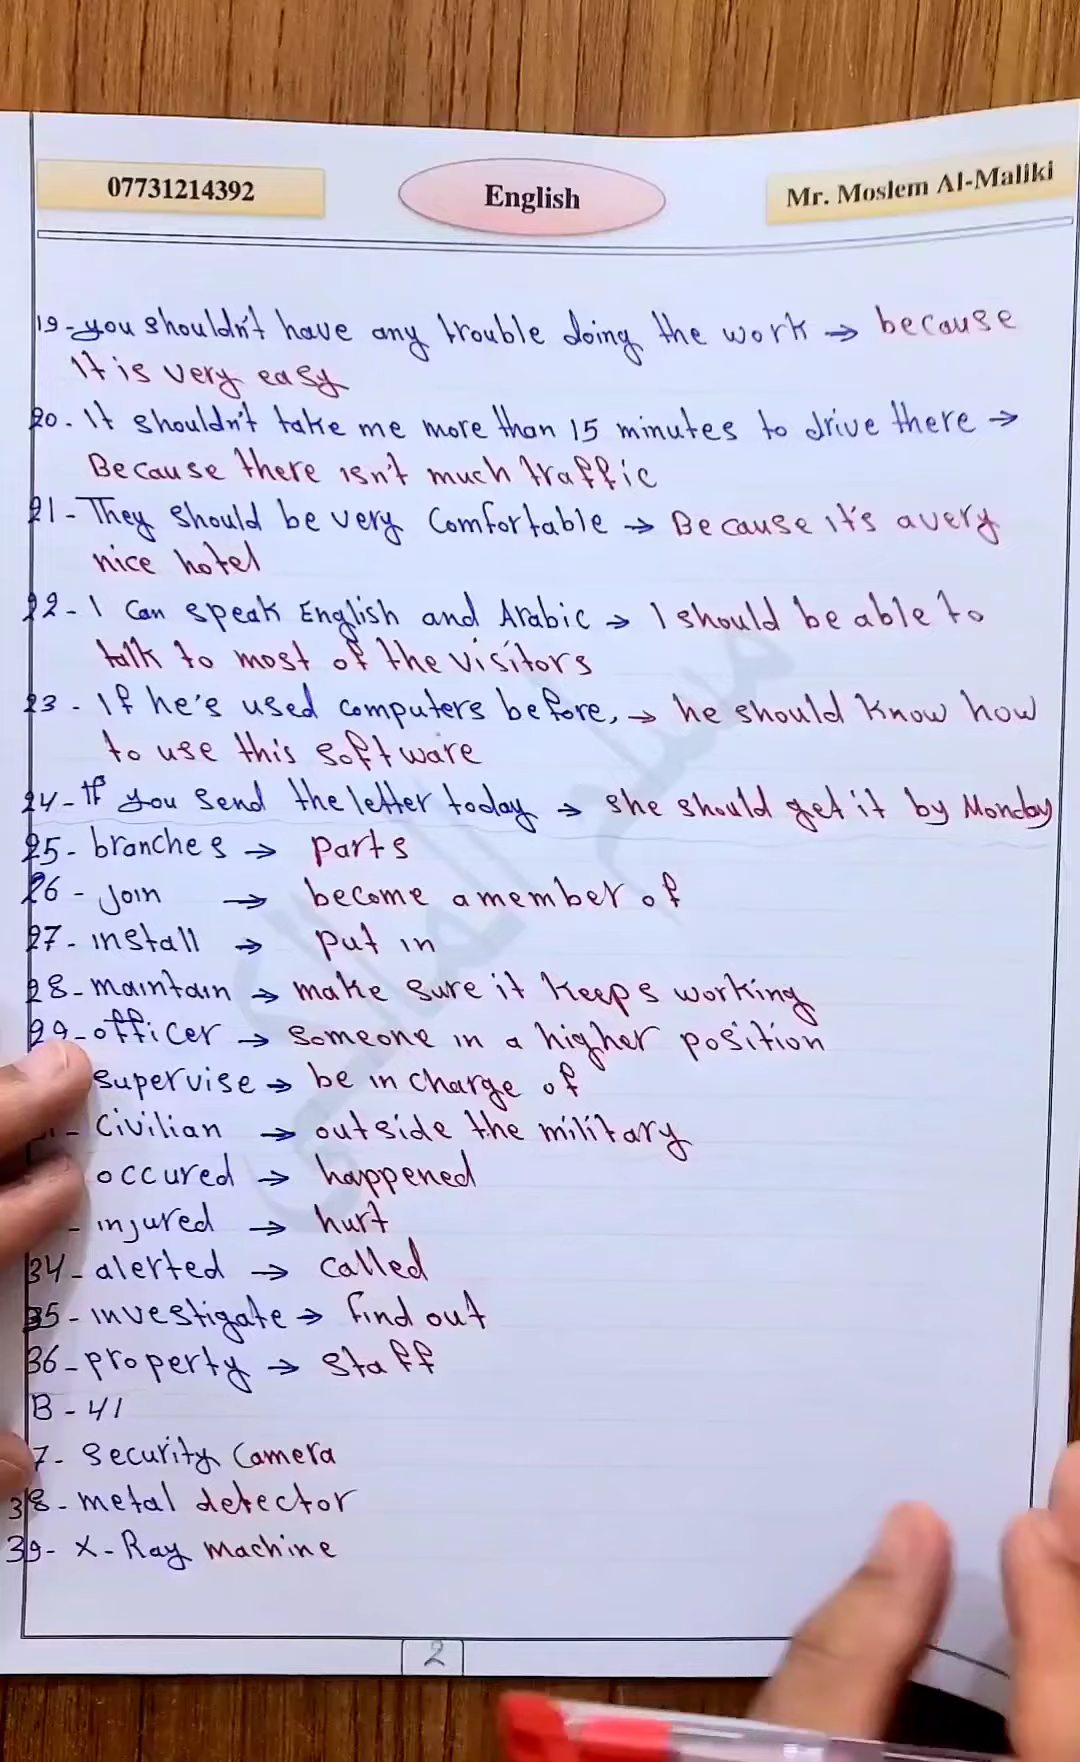 07731214392
English
Mr. Moslem Al-Maliki
19-you shouldn't have any trouble doing the work → because
It is very easy
20. It shouldn't take me more than 15 minutes to drive there →
Because there isn't much traffic
21-They should be very Comfortable → Because it's a very
nice hotel
22-I Can speak English and Arabic → I should be able to
talk to most of the visitors
23. If he's used computers before, → he should know how
to use this software
24-If you Send the letter today → she should get it by Monday
25-branches → parts
26-Join → become a member of
27-install → put in
28-maintain → make sure it keeps working
29-officer → someone in a higher position
supervise → be in charge of
- Civilian → outside the military
occured → happened
- injured → hurt
34-alerted → called
35-investigate → find out
36-property → staff
B-41
7- Security Camera
38-metal detector
39- X-Ray machine
2